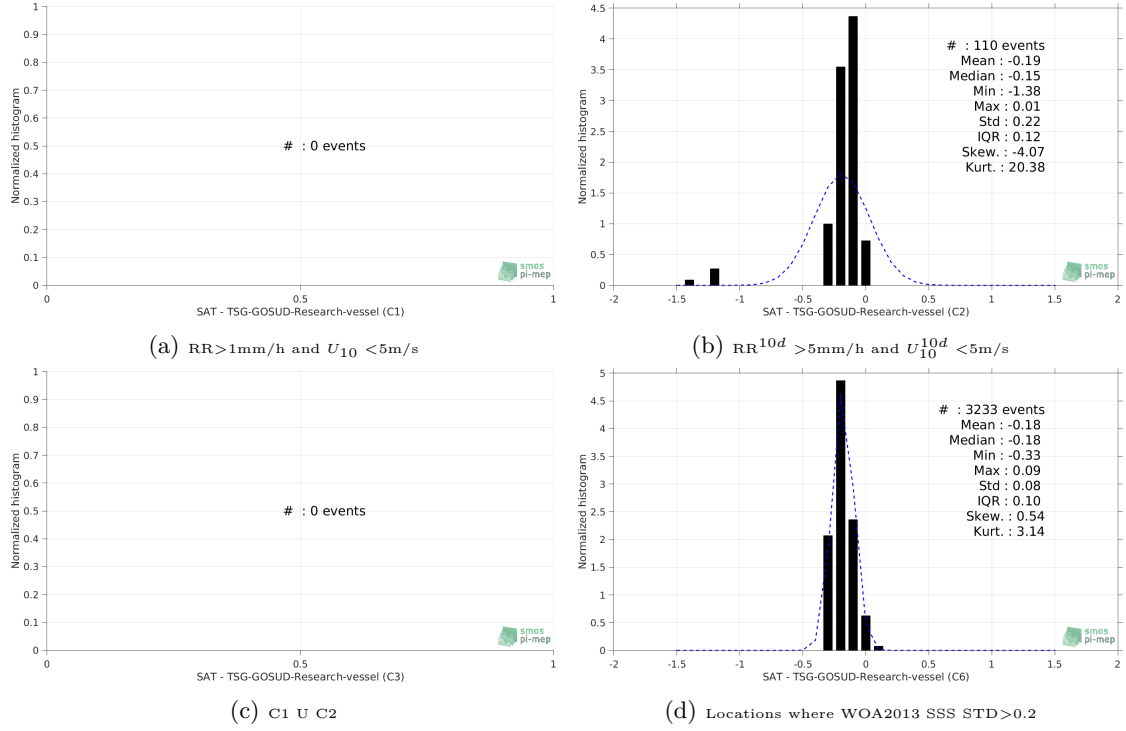 1
0.9
0.8
0.7
0.6
0.5
0.4
0.3
0.2
0.1
0
Normalized histogram
# : 0 events
smos
pi-mep
0 0.5 1
SAT - TSG-GOSUD-Research-vessel (C1)
(a) RR>1mm/h and U10 <5m/s
4.5
4
3.5
3
2.5
2
1.5
1
0.5
0
Normalized histogram
# : 110 events
Mean : -0.19
Median : -0.15
Min : -1.38
Max : 0.01
Std : 0.22
IQR : 0.12
Skew. : -4.07
Kurt. : 20.38
smos
pi-mep
-2 -1.5 -1 -0.5 0 0.5 1 1.5 2
SAT - TSG-GOSUD-Research-vessel (C2)
(b) RR10d >5mm/h and U10d10 <5m/s
1
0.9
0.8
0.7
0.6
0.5
0.4
0.3
0.2
0.1
0
Normalized histogram
# : 0 events
smos
pi-mep
0 0.5 1
SAT - TSG-GOSUD-Research-vessel (C3)
(c) C1 U C2
5
4.5
4
3.5
3
2.5
2
1.5
1
0.5
0
Normalized histogram
# : 3233 events
Mean : -0.18
Median : -0.18
Min : -0.33
Max : 0.09
Std : 0.08
IQR : 0.10
Skew. : 0.54
Kurt. : 3.14
smos
pi-mep
-2 -1.5 -1 -0.5 0 0.5 1 1.5 2
SAT - TSG-GOSUD-Research-vessel (C6)
(d) Locations where WOA2013 SSS STD>0.2